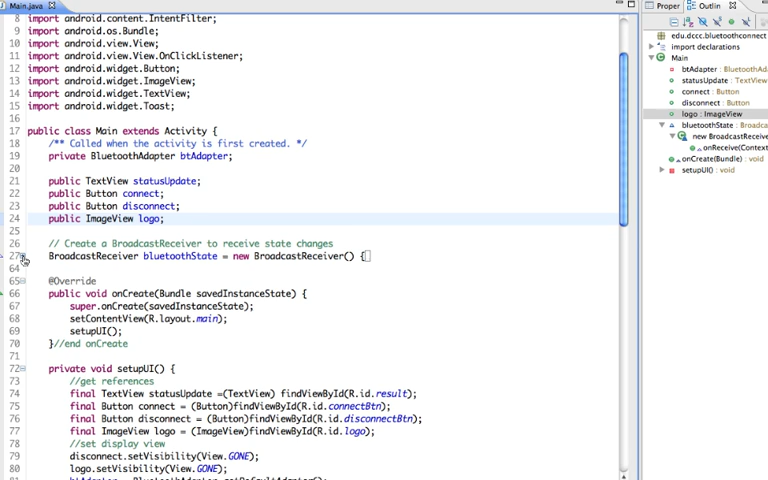 Main.java
8 import android.content.IntentFilter;
9 import android.os.Bundle;
10 import android.view.View;
11 import android.view.View.OnClickListener;
12 import android.widget.Button;
13 import android.widget.ImageView;
14 import android.widget.TextView;
15 import android.widget.Toast;
16
17 public class Main extends Activity {
18 /** Called when the activity is first created. */
19 private BluetoothAdapter btAdapter;
20
21 public TextView statusUpdate;
22 public Button connect;
23 public Button disconnect;
24 public ImageView logo;
25
26 // Create a BroadcastReceiver to receive state changes
27 BroadcastReceiver bluetoothState = new BroadcastReceiver() {
64
65 @Override
66 public void onCreate(Bundle savedInstanceState) {
67 super.onCreate(savedInstanceState);
68 setContentView(R.layout.main);
69 setupUI();
70 }//end onCreate
71
72 private void setupUI() {
73 //get references
74 final TextView statusUpdate =(TextView) findViewById(R.id.result);
75 final Button connect = (Button)findViewById(R.id.connectBtn);
76 final Button disconnect = (Button)findViewById(R.id.disconnectBtn);
77 final ImageView logo = (ImageView)findViewById(R.id.logo);
78 //set display view
79 disconnect.setVisibility(View.GONE);
80 logo.setVisibility(View.GONE);
Proper Outlin
edu.dccc.bluetoothconnect
import declarations
Main
btAdapter : BluetoothAda
statusUpdate : TextView
connect : Button
disconnect : Button
logo : ImageView
bluetoothState : Broadca
new BroadcastReceive
onReceive(Context
onCreate(Bundle) : void
setupUI() : void